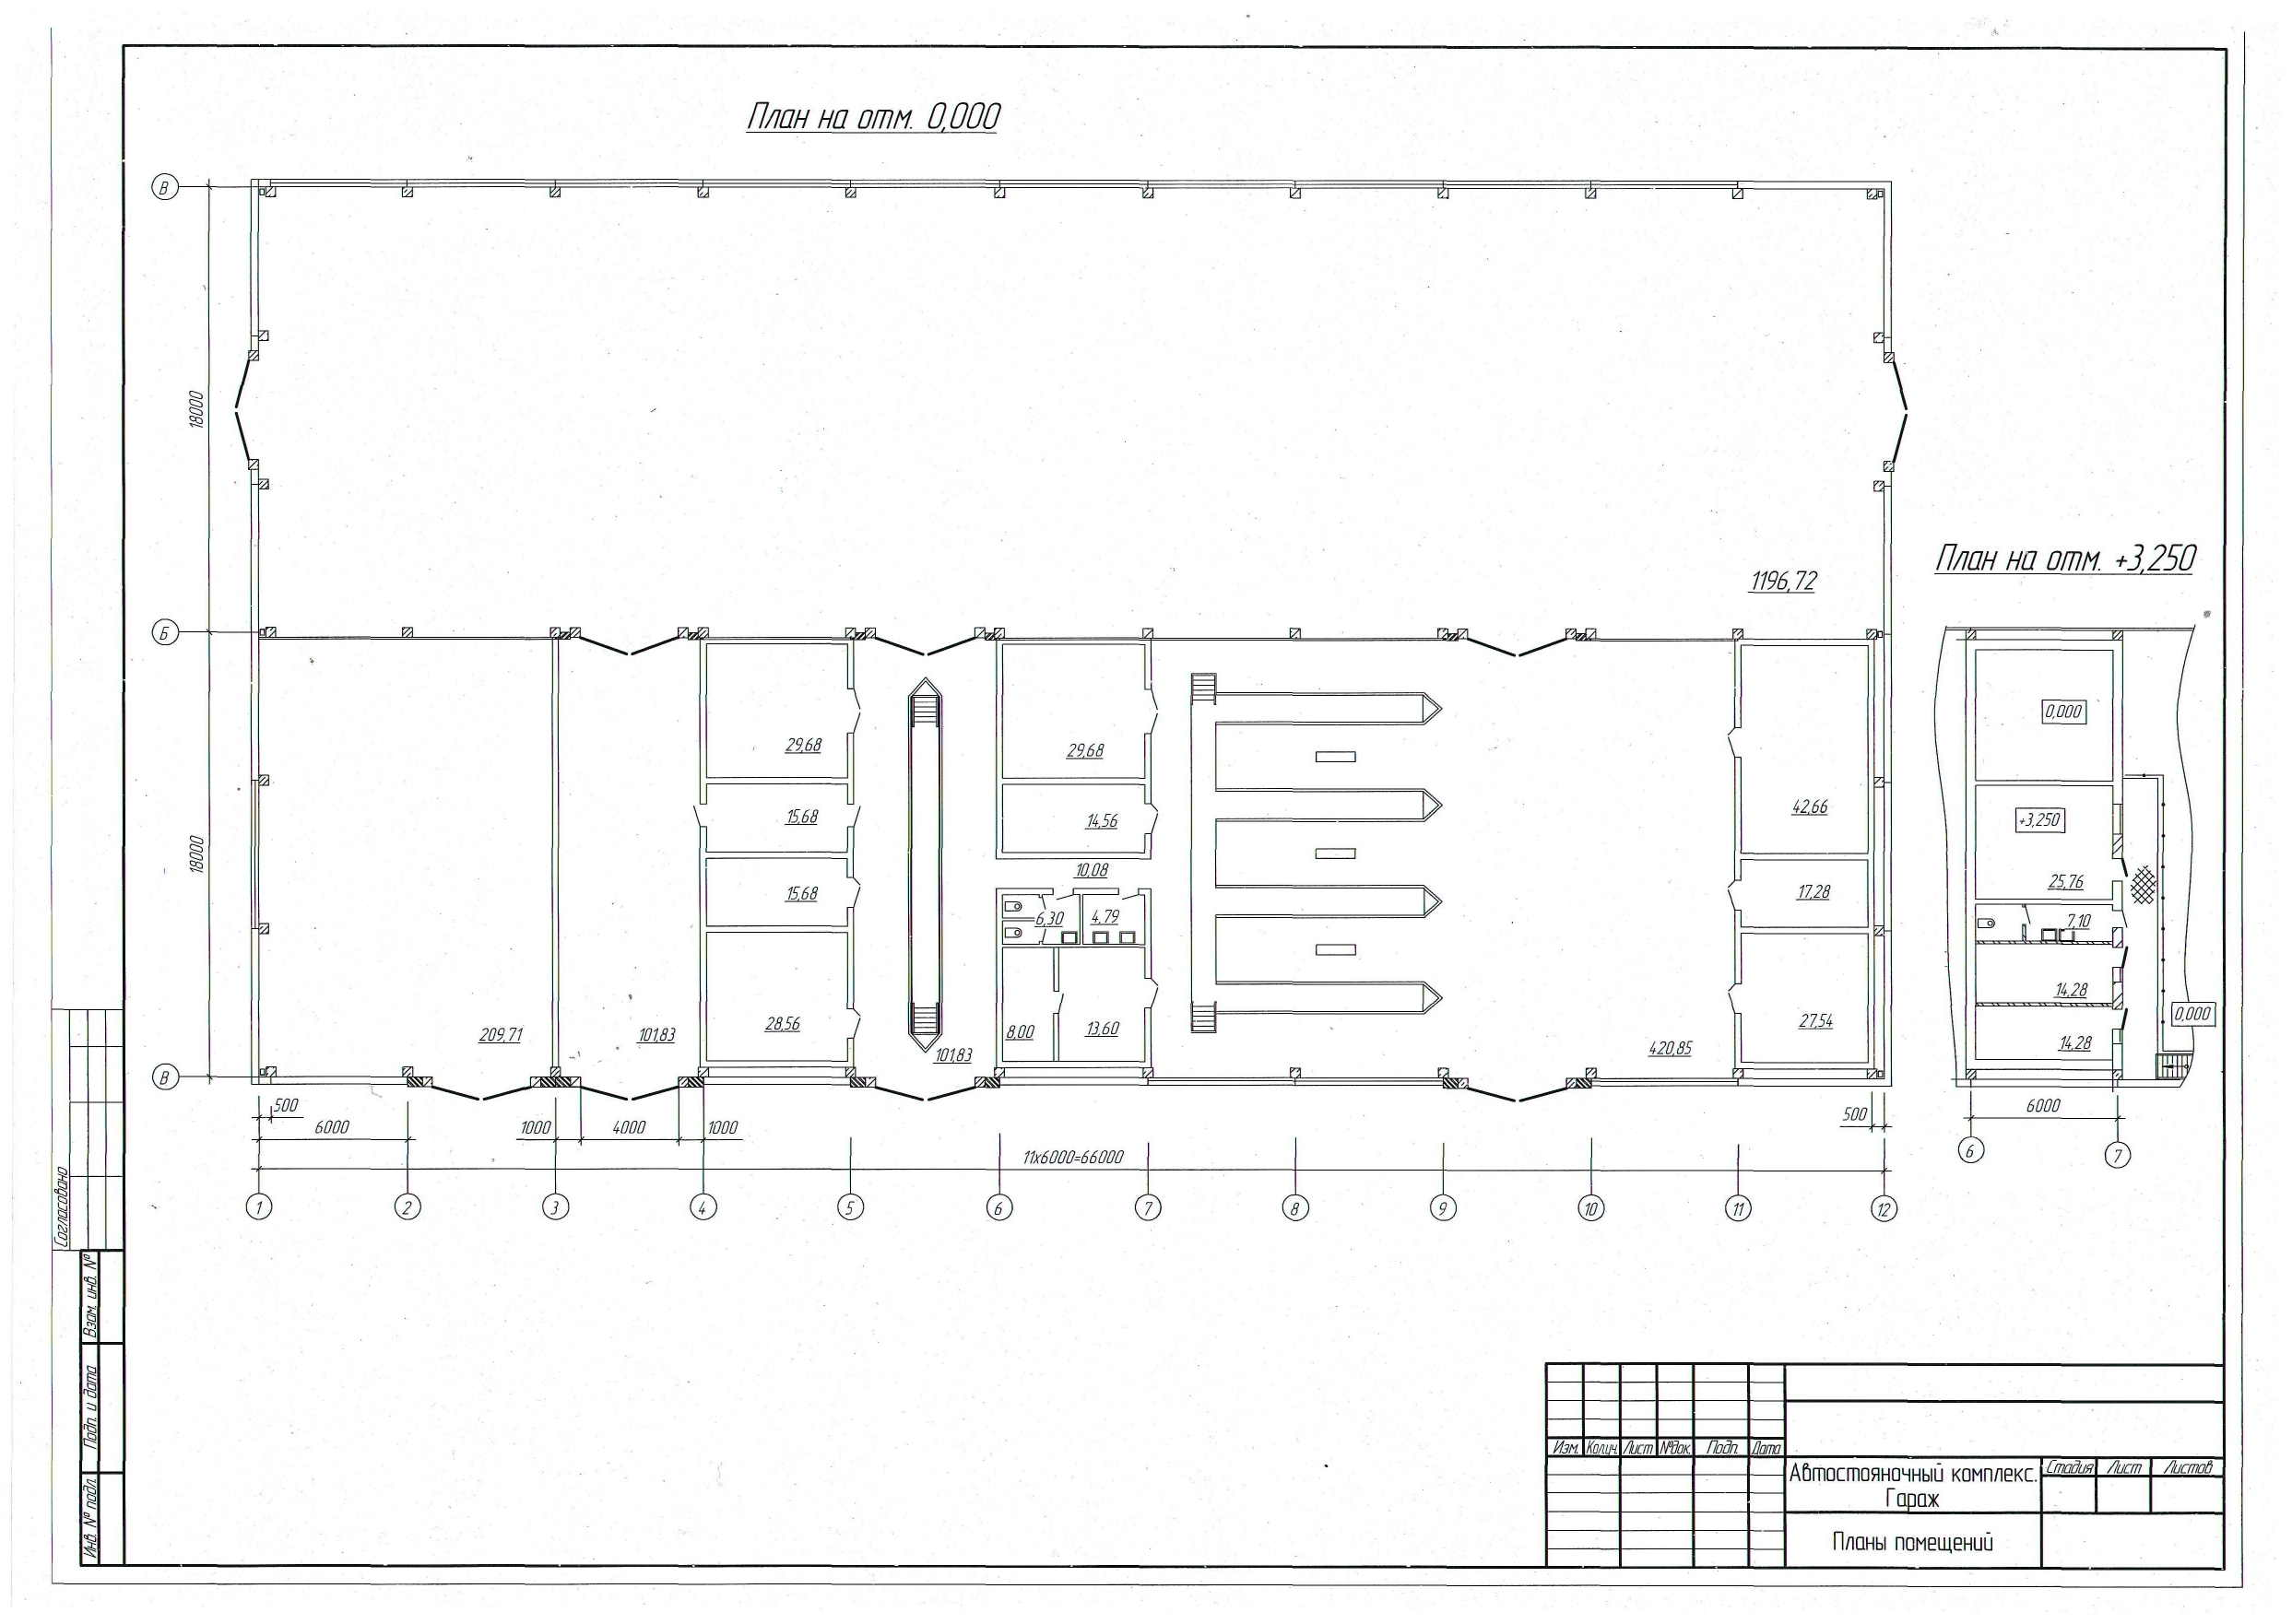 План на отм. 0,000
В
18000
1196,72
План на отм. +3,250
Б
18000
29,68
29,68
0,000
15,68
14,56
42,66
+3,250
10,08
15,68
6,30
4,79
17,28
25,76
7,10
14,28
209,71
101,83
28,56
101,83
8,00
13,60
420,85
27,54
0,000
14,28
В
500
6000
1000
4000
1000
500
6000
11х6000=66000
6
7
1
2
3
4
5
6
7
8
9
10
11
12
Согласовано
Взам. инв. №
Подп. и дата
Инв. № подл.
Изм.
Колич.
Лист
№док.
Подп.
Дата
Автостояночный комплекс.
Гараж
Стадия
Лист
Листов
Планы помещений